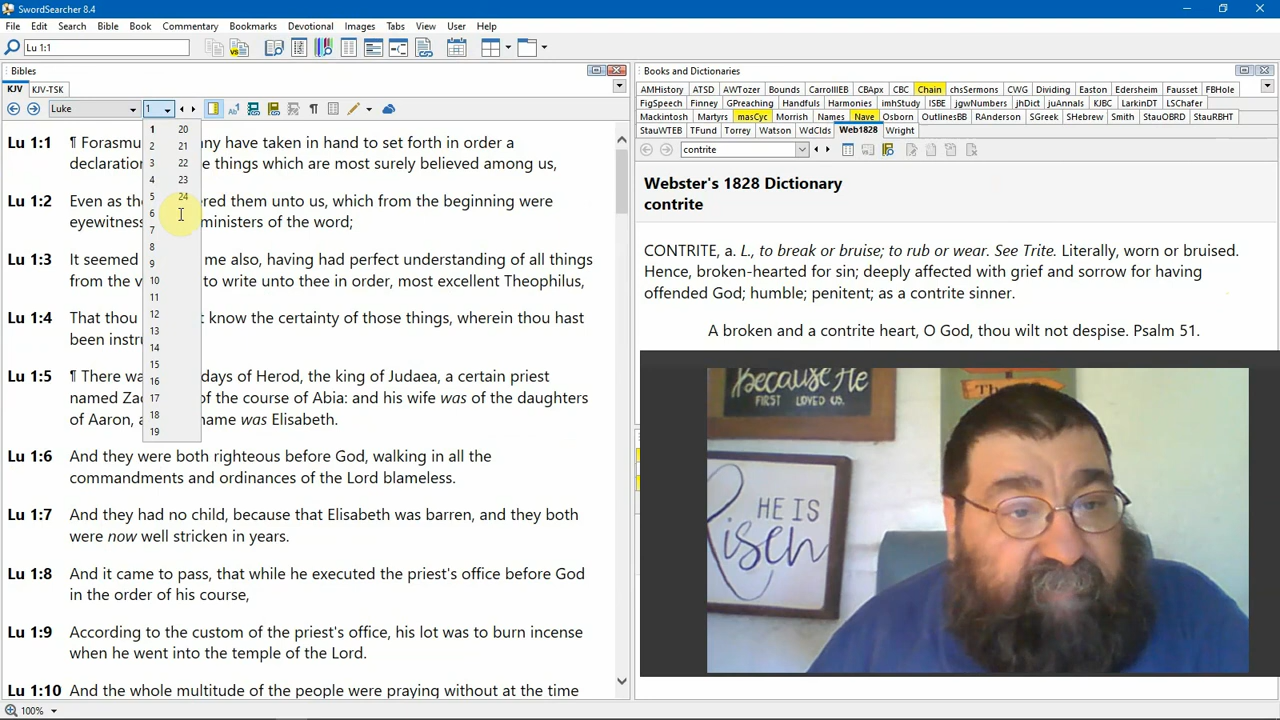 SwordSearcher 8.4
File Edit Search Bible Book Commentary Bookmarks Devotional Images Tabs View User Help
Lu 1:1
Bibles
KJV KJV-TSK
Luke 1
1 20
2 21
3 22
4 23
5 24
6
7
8
9
10
11
12
13
14
15
16
17
18
19
Lu 1:1 ¶ Forasmu ny have taken in hand to set forth in order a
declaration e things which are most surely believed among us,
Lu 1:2 Even as the ered them unto us, which from the beginning were
eyewitness ministers of the word;
Lu 1:3 It seemed me also, having had perfect understanding of all things
from the v to write unto thee in order, most excellent Theophilus,
Lu 1:4 That thou t know the certainty of those things, wherein thou hast
been instru
Lu 1:5 ¶ There wa days of Herod, the king of Judaea, a certain priest
named Zac of the course of Abia: and his wife was of the daughters
of Aaron, a name was Elisabeth.
Lu 1:6 And they were both righteous before God, walking in all the
commandments and ordinances of the Lord blameless.
Lu 1:7 And they had no child, because that Elisabeth was barren, and they both
were now well stricken in years.
Lu 1:8 And it came to pass, that while he executed the priest's office before God
in the order of his course,
Lu 1:9 According to the custom of the priest's office, his lot was to burn incense
when he went into the temple of the Lord.
Lu 1:10 And the whole multitude of the people were praying without at the time
100%
Books and Dictionaries
AMHistory ATSD AWTozer Bounds CarrollIEB CBApx CBC Chain chsSermons CWG Dividing Easton Edersheim Fausset FBHole
FigSpeech Finney GPreaching Handfuls Harmonies imhStudy ISBE jgwNumbers jhDict juAnnals KJBC LarkinDT LSChafer
Mackintosh Martyrs masCyc Morrish Names Nave Osborn OutlinesBB RAnderson SGreek SHebrew Smith StauOBRD StauRBHT
StauWTEB TFund Torrey Watson WdClds Web1828 Wright
contrite
Webster's 1828 Dictionary
contrite
CONTRITE, a. L., to break or bruise; to rub or wear. See Trite. Literally, worn or bruised.
Hence, broken-hearted for sin; deeply affected with grief and sorrow for having
offended God; humble; penitent; as a contrite sinner.
A broken and a contrite heart, O God, thou wilt not despise. Psalm 51.
Because He
FIRST LOVED US.
HE IS
Risen